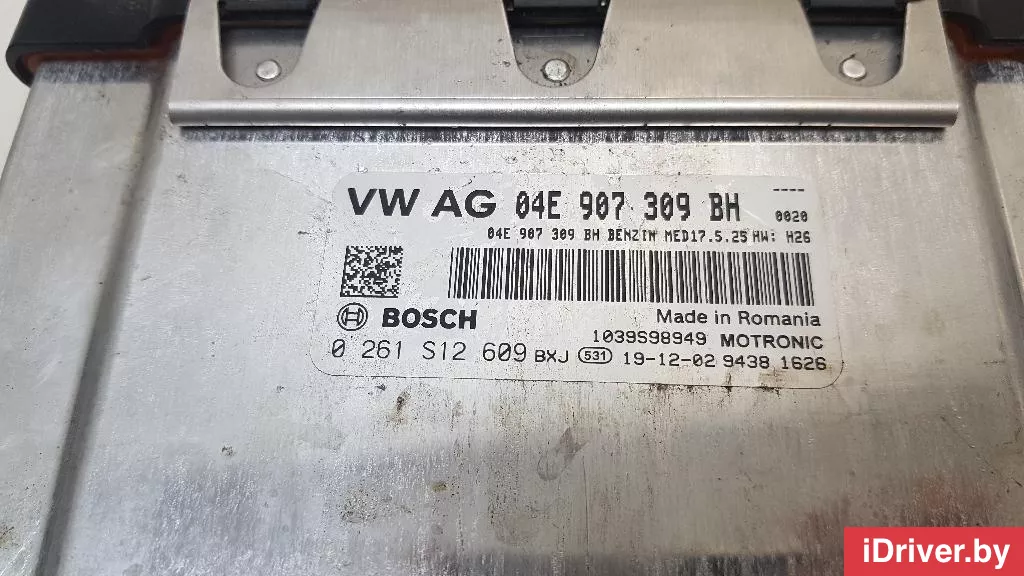 VW AG 04E 907 309 BH 0020
04E 907 309 BH BENZIN MED17.5.25 HW: H26
BOSCH
Made in Romania
1039S98949 MOTRONIC
0 261 S12 609 BXJ 531 19-12-02 9438 1626
iDriver.by